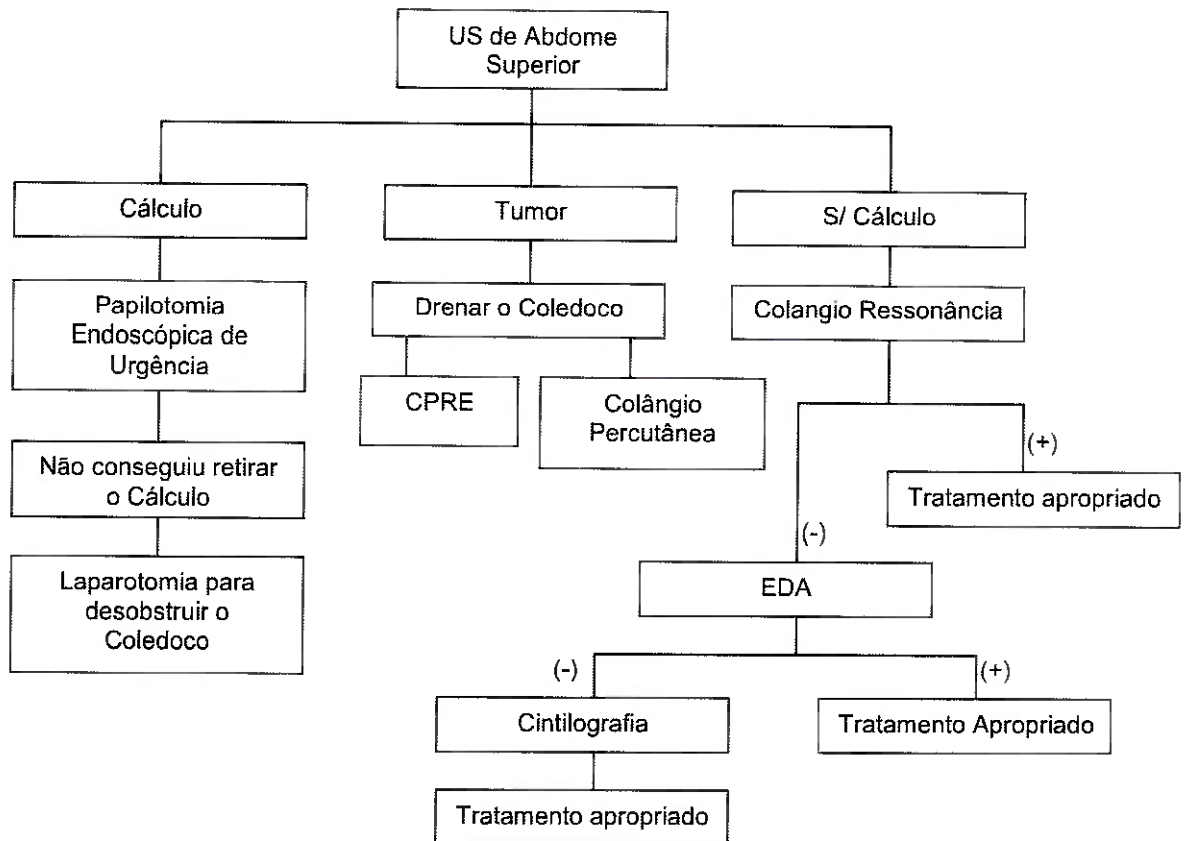 US de Abdome
Superior
Cálculo
Tumor
S/ Cálculo
Papilotomia
Endoscópica de
Urgência
Drenar o Coledoco
Colangio Ressonância
CPRE
Colângio
Percutânea
(+)
Não conseguiu retirar
o Cálculo
Tratamento apropriado
(-)
Laparotomia para
desobstruir o
Coledoco
EDA
(-)
(+)
Cintilografia
Tratamento Apropriado
Tratamento apropriado